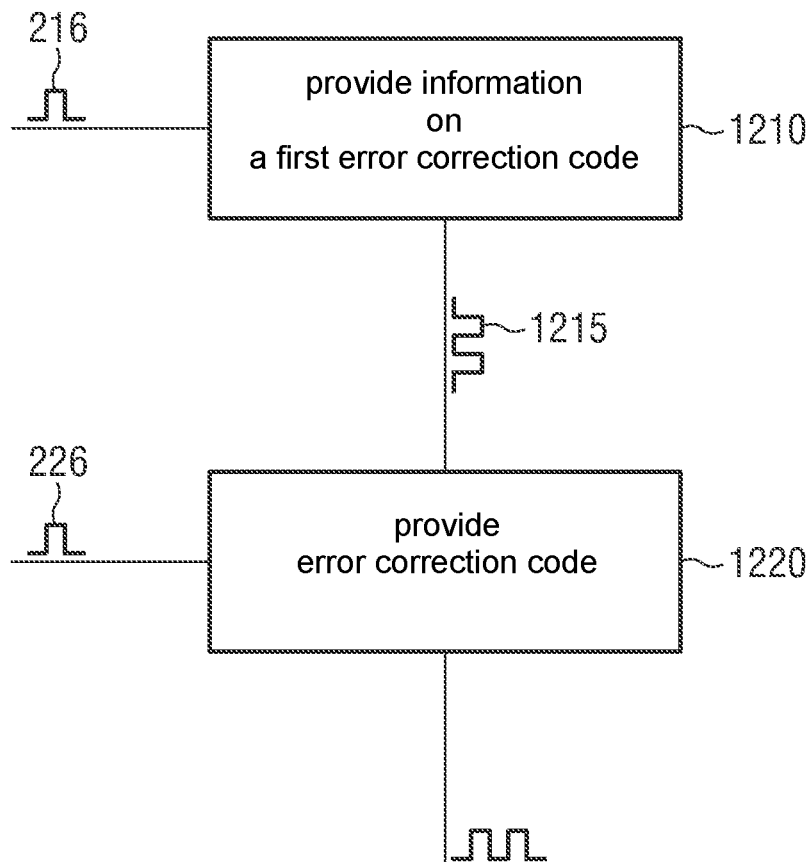 216
provide information
on
a first error correction code
1210
1215
226
provide
error correction code
1220